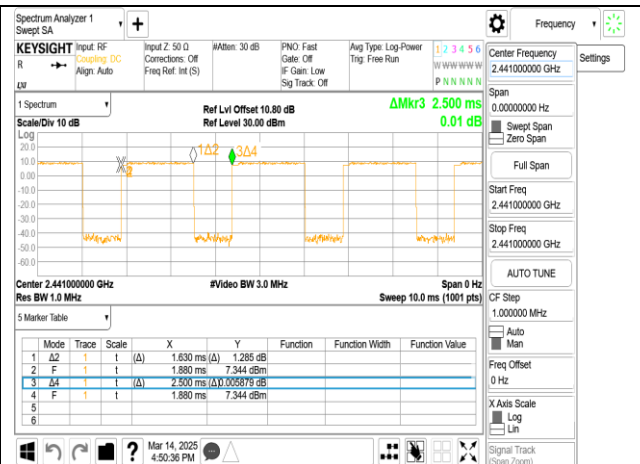 Spectrum Analyzer 1
Swept SA
Frequency
KEYSIGHT
R
Input: RF
Coupling: DC
Align: Auto
Input Z: 50 Ω
Corrections: Off
Freq Ref: Int (S)
#Atten: 30 dB
PNO: Fast
Gate: Off
IF Gain: Low
Sig Track: Off
Avg Type: Log-Power
Trig: Free Run
1 2 3 4 5 6
W W W W W W
P N N N N N
1 Spectrum
Scale/Div 10 dB
Ref Lvl Offset 10.80 dB
Ref Level 30.00 dBm
ΔMkr3 2.500 ms
0.01 dB
Log
20.0
10.0
0.00
-10.0
-20.0
-30.0
-40.0
-50.0
-60.0
1Δ2
3Δ4
Center 2.441000000 GHz
Res BW 1.0 MHz
#Video BW 3.0 MHz
Span 0 Hz
Sweep 10.0 ms (1001 pts)
5 Marker Table
Mode Trace Scale X Y Function Function Width Function Value
1 Δ2 1 t (Δ) 1.630 ms (Δ) 1.285 dB
2 F 1 t 1.880 ms 7.344 dBm
3 Δ4 1 t (Δ) 2.500 ms (Δ) 0.005879 dB
4 F 1 t 1.880 ms 7.344 dBm
5
6
Mar 14, 2025
4:50:36 PM
Center Frequency
2.441000000 GHz
Settings
Span
0.00000000 Hz
Swept Span
Zero Span
Full Span
Start Freq
2.441000000 GHz
Stop Freq
2.441000000 GHz
AUTO TUNE
CF Step
1.000000 MHz
Auto
Man
Freq Offset
0 Hz
X Axis Scale
Log
Lin
Signal Track
(Span Zoom)